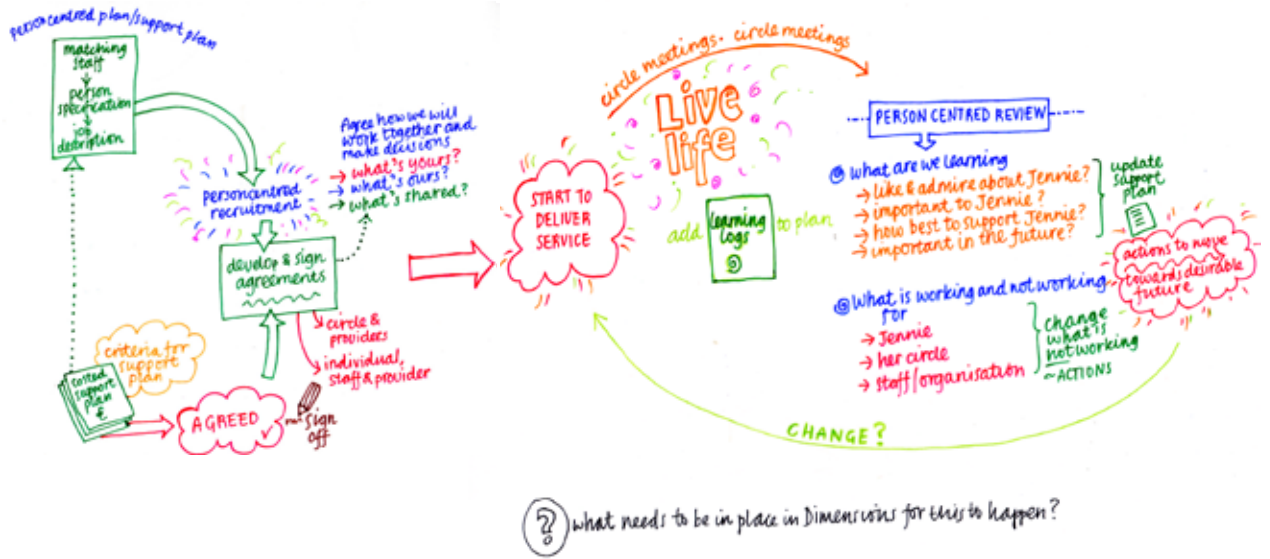 person centred plan/support plan
matching
staff
person
specification
job
description
person centred
recruitment
Agree how we will
work together and
make decisions
→ what's yours?
→ what's ours?
→ what's shared?
develop & sign
agreements
circle &
providers
individual,
staff & provider
criteria for
support
plan
costed
support
plan
£
AGREED
sign
off
START TO
DELIVER
SERVICE
circle meetings. circle meetings
Live
life
add
learning
logs
to plan
PERSON CENTRED REVIEW
what are we learning
→ like & admire about Jennie?
→ important to Jennie?
→ how best to support Jennie?
→ important in the future?
update
support
plan
actions to move
towards desirable
future
What is working and not working
for
→ Jennie
→ her circle
→ staff/organisation
change
what is
not working
~ACTIONS
CHANGE?
? what needs to be in place in Dimensions for this to happen?